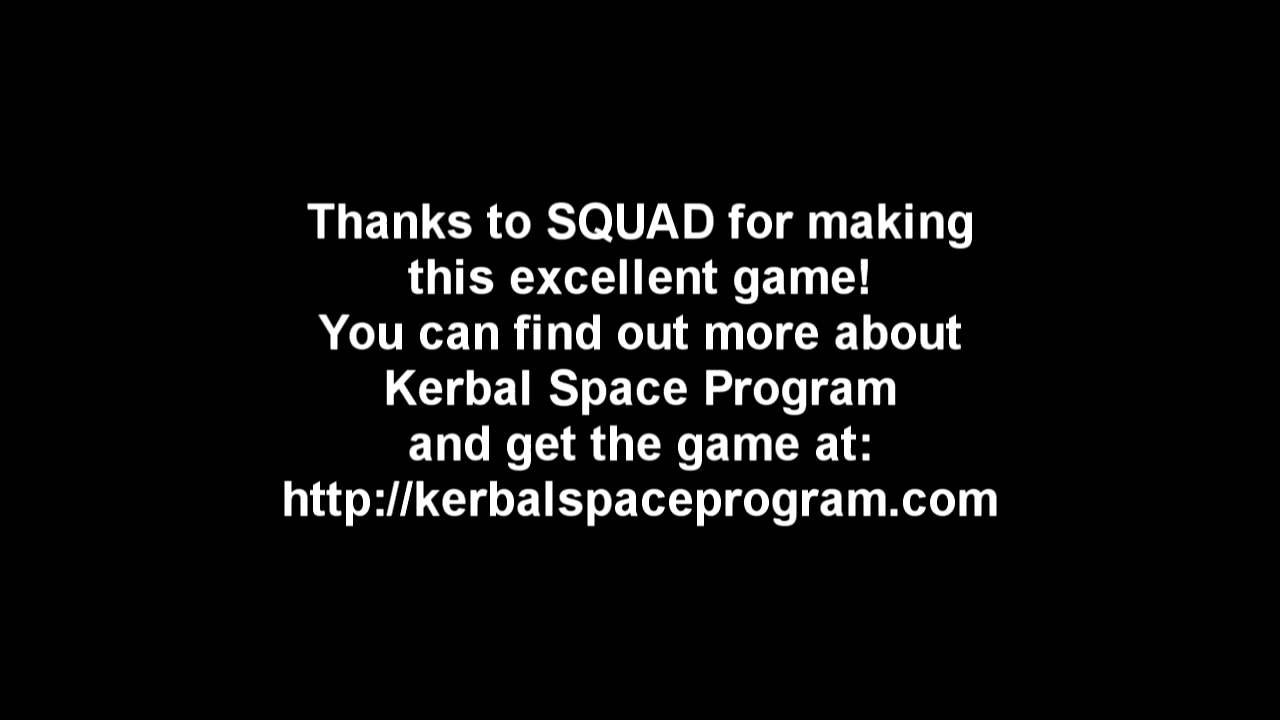 Thanks to SQUAD for making
this excellent game!
You can find out more about
Kerbal Space Program
and get the game at:
http://kerbalspaceprogram.com